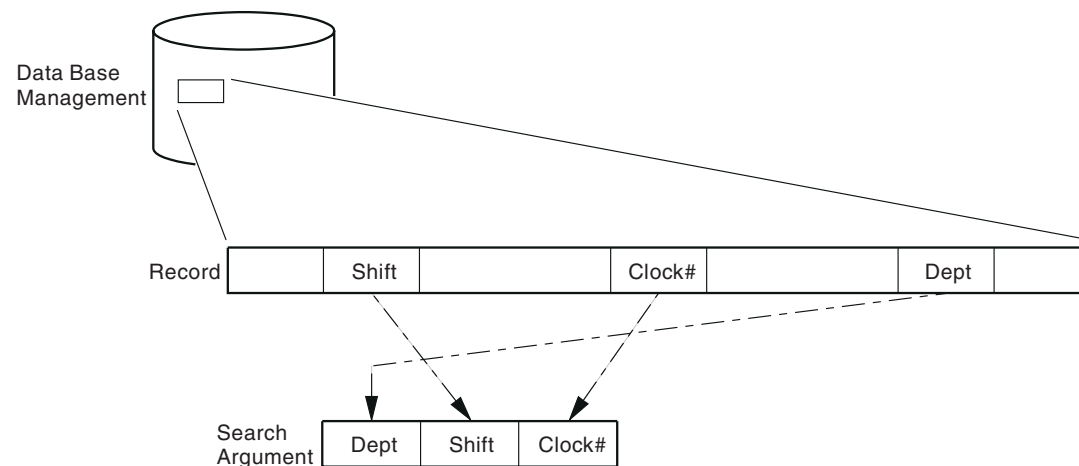 Data Base
Management
Record
Shift
Clock#
Dept
Search
Argument
Dept
Shift
Clock#